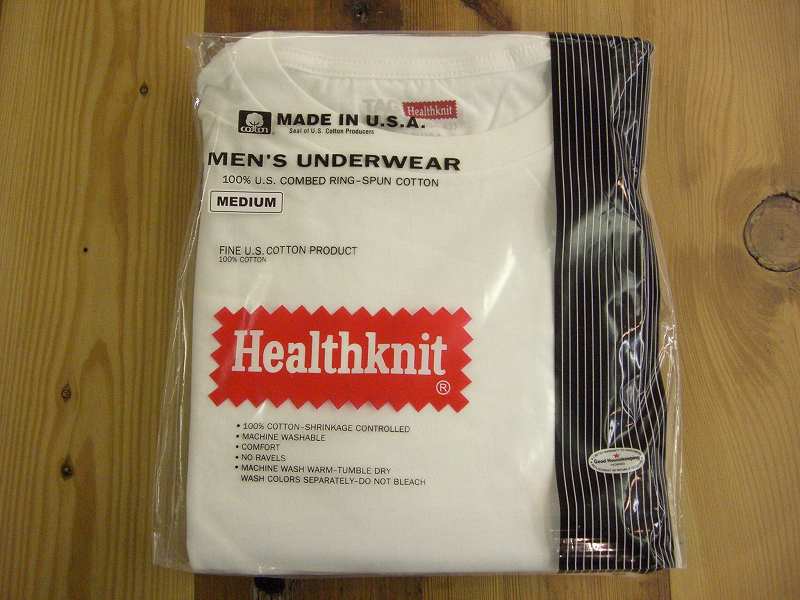 Healthknit
cotton
MADE IN U.S.A.
Seal of U.S. Cotton Producers
MEN'S UNDERWEAR
100% U.S. COMBED RING-SPUN COTTON
MEDIUM
FINE U.S. COTTON PRODUCT
100% COTTON
Healthknit®
• 100% COTTON-SHRINKAGE CONTROLLED
• MACHINE WASHABLE
• COMFORT
• NO RAVELS
• MACHINE WASH WARM-TUMBLE DRY
WASH COLORS SEPARATELY-DO NOT BLEACH
Good Housekeeping